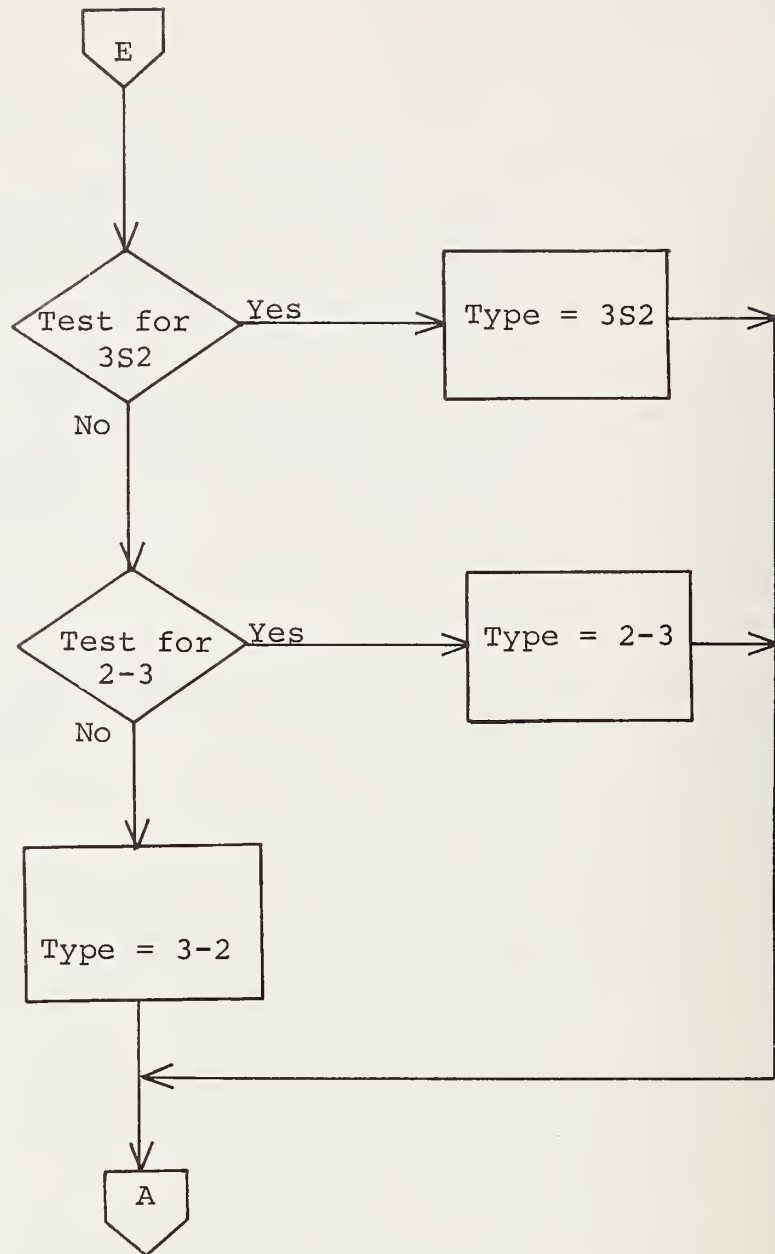 E
Test for
3S2
Yes
Type = 3S2
No
Test for
2-3
Yes
Type = 2-3
No
Type = 3-2
A